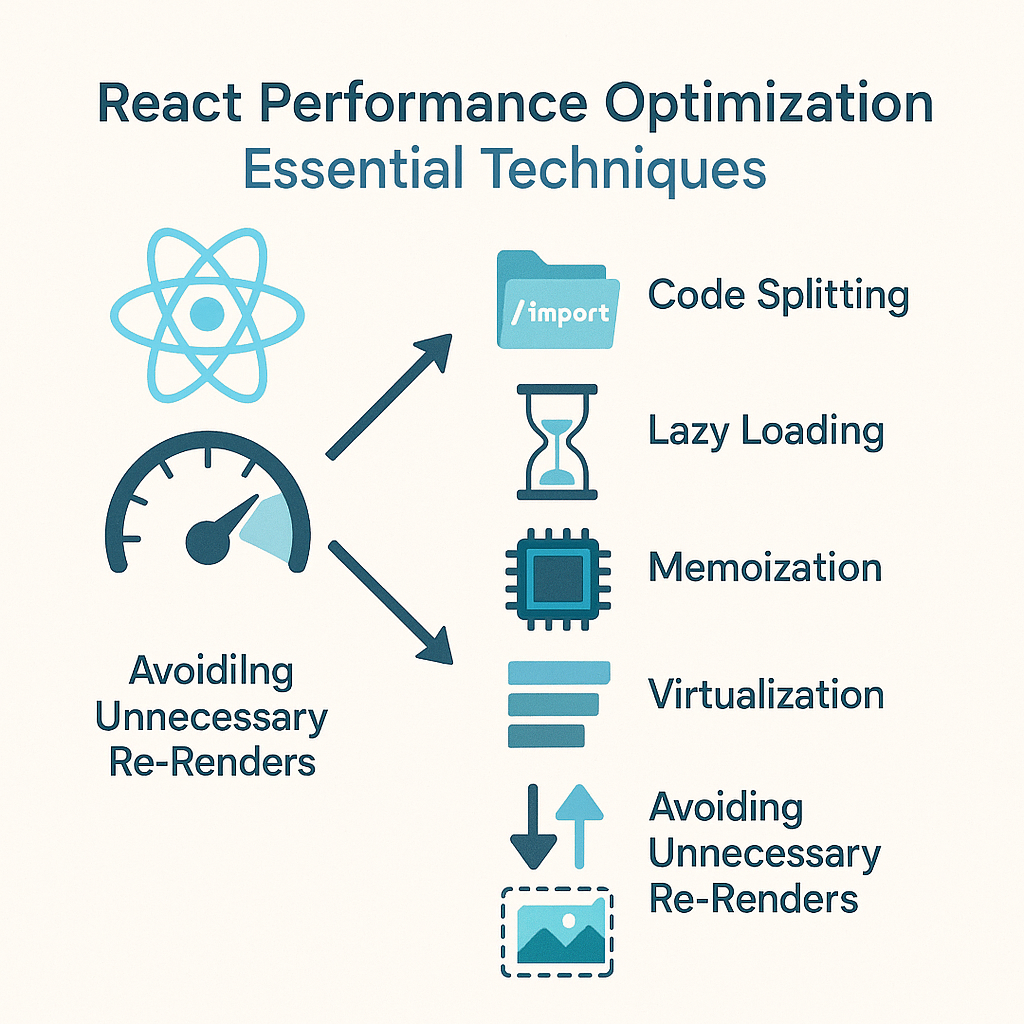 React Performance Optimization
Essential Techniques
/import
Code Splitting
Lazy Loading
Memoization
Virtualization
Avoiding
Unnecessary
Re-Renders
Avoidilng
Unnecessary
Re-Renders